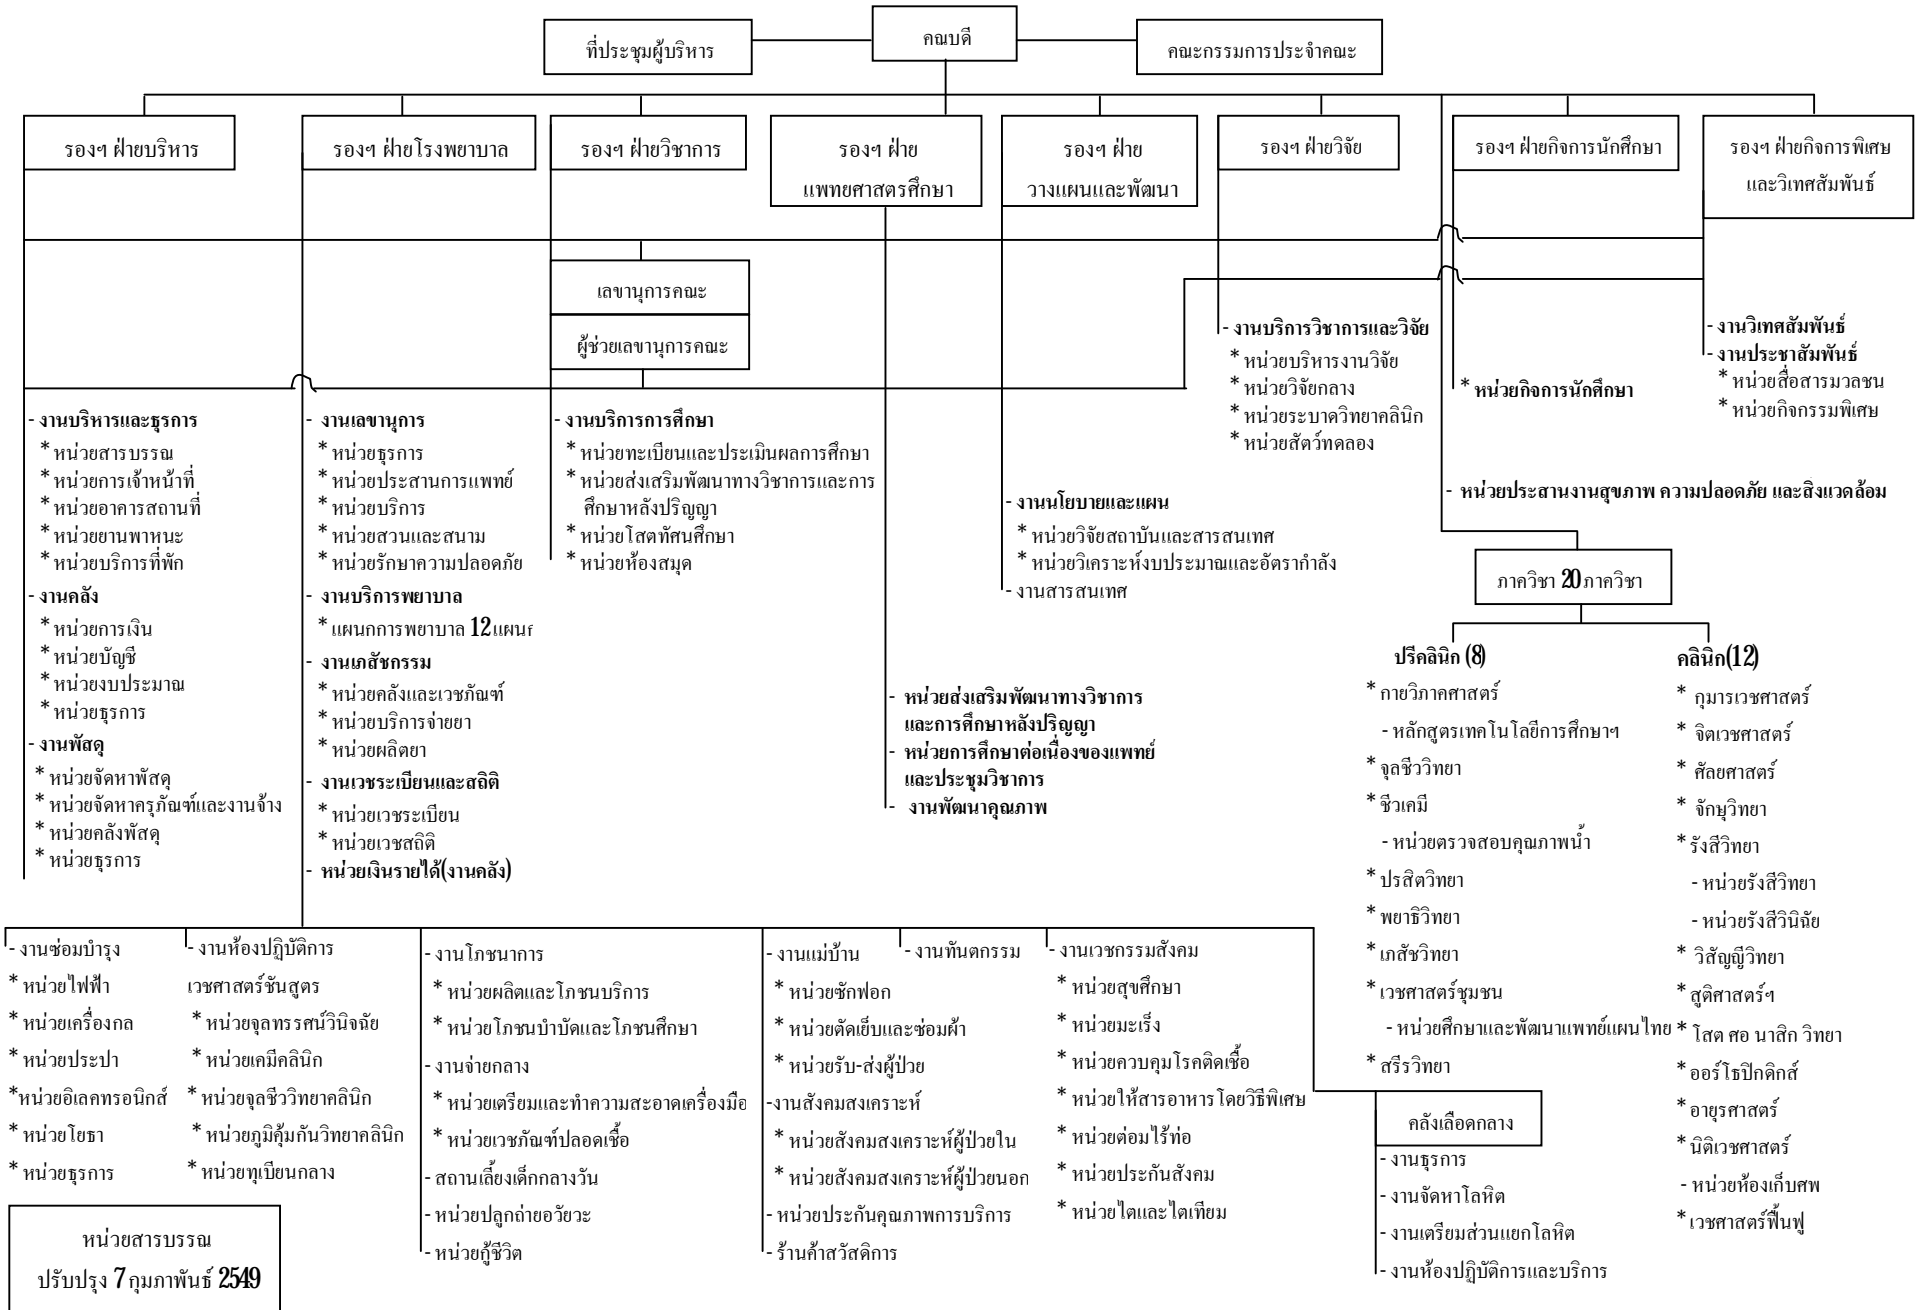 ที่ประชุมผู้บริหาร
คณบดี
คณะกรรมการประจำคณะ
รองฯ ฝ่ายบริหาร
รองฯ ฝ่ายโรงพยาบาล
รองฯ ฝ่ายวิชาการ
รองฯ ฝ่าย
แพทยศาสตรศึกษา
รองฯ ฝ่าย
วางแผนและพัฒนา
รองฯ ฝ่ายวิจัย
รองฯ ฝ่ายกิจการนักศึกษา
รองฯ ฝ่ายกิจการพิเศษ
และวิเทศสัมพันธ์
เลขานุการคณะ
ผู้ช่วยเลขานุการคณะ
- งานบริหารและธุรการ
* หน่วยสารบรรณ
* หน่วยการเจ้าหน้าที่
* หน่วยอาคารสถานที่
* หน่วยยานพาหนะ
* หน่วยบริการที่พัก
- งานคลัง
* หน่วยการเงิน
* หน่วยบัญชี
* หน่วยงบประมาณ
* หน่วยธุรการ
- งานพัสดุ
* หน่วยจัดหาพัสดุ
* หน่วยจัดหาครุภัณฑ์และงานจ้าง
* หน่วยคลังพัสดุ
* หน่วยธุรการ
- งานเลขานุการ
* หน่วยธุรการ
* หน่วยประสานการแพทย์
* หน่วยบริการ
* หน่วยสวนและสนาม
* หน่วยรักษาความปลอดภัย
- งานบริการพยาบาล
* แผนกการพยาบาล 12 แผนก
- งานเภสัชกรรม
* หน่วยคลังและเวชภัณฑ์
* หน่วยบริการจ่ายยา
* หน่วยผลิตยา
- งานเวชระเบียนและสถิติ
* หน่วยเวชระเบียน
* หน่วยเวชสถิติ
- หน่วยเงินรายได้(งานคลัง)
- งานบริการการศึกษา
* หน่วยทะเบียนและประเมินผลการศึกษา
* หน่วยส่งเสริมพัฒนาทางวิชาการและการ
ศึกษาหลังปริญญา
* หน่วยโสตทัศนศึกษา
* หน่วยห้องสมุด
- หน่วยส่งเสริมพัฒนาทางวิชาการ
และการศึกษาหลังปริญญา
- หน่วยการศึกษาต่อเนื่องของแพทย์
และประชุมวิชาการ
- งานพัฒนาคุณภาพ
- งานนโยบายและแผน
* หน่วยวิจัยสถาบันและสารสนเทศ
* หน่วยวิเคราะห์งบประมาณและอัตรากำลัง
- งานสารสนเทศ
- งานบริการวิชาการและวิจัย
* หน่วยบริหารงานวิจัย
* หน่วยวิจัยกลาง
* หน่วยระบาดวิทยาคลินิก
* หน่วยสัตว์ทดลอง
* หน่วยกิจการนักศึกษา
- งานวิเทศสัมพันธ์
- งานประชาสัมพันธ์
* หน่วยสื่อสารมวลชน
* หน่วยกิจกรรมพิเศษ
- หน่วยประสานงานสุขภาพ ความปลอดภัย และสิ่งแวดล้อม
ภาควิชา 20 ภาควิชา
ปรีคลินิก (8)
* กายวิภาคศาสตร์
- หลักสูตรเทคโนโลยีการศึกษาฯ
* จุลชีววิทยา
* ชีวเคมี
- หน่วยตรวจสอบคุณภาพน้ำ
* ปรสิตวิทยา
* พยาธิวิทยา
* เภสัชวิทยา
* เวชศาสตร์ชุมชน
- หน่วยศึกษาและพัฒนาแพทย์แผนไทย
* สรีรวิทยา
คลินิก(12)
* กุมารเวชศาสตร์
* จิตเวชศาสตร์
* ศัลยศาสตร์
* จักษุวิทยา
* รังสีวิทยา
- หน่วยรังสีวิทยา
- หน่วยรังสีวินิจฉัย
* วิสัญญีวิทยา
* สูติศาสตร์ฯ
* โสต ศอ นาสิก วิทยา
* ออร์โธปิกดิกส์
* อายุรศาสตร์
* นิติเวชศาสตร์
- หน่วยห้องเก็บศพ
* เวชศาสตร์ฟื้นฟู
- งานซ่อมบำรุง
* หน่วยไฟฟ้า
* หน่วยเครื่องกล
* หน่วยประปา
*หน่วยอิเลคทรอนิกส์
* หน่วยโยธา
* หน่วยธุรการ
- งานห้องปฏิบัติการ
เวชศาสตร์ชันสูตร
* หน่วยจุลทรรศน์วินิจฉัย
* หน่วยเคมีคลินิก
* หน่วยจุลชีววิทยาคลินิก
* หน่วยภูมิคุ้มกันวิทยาคลินิก
* หน่วยทุเบียนกลาง
- งานโภชนาการ
* หน่วยผลิตและโภชนบริการ
* หน่วยโภชนบำบัดและโภชนศึกษา
- งานจ่ายกลาง
* หน่วยเตรียมและทำความสะอาดเครื่องมือ
* หน่วยเวชภัณฑ์ปลอดเชื้อ
- สถานเลี้ยงเด็กกลางวัน
- หน่วยปลูกถ่ายอวัยวะ
- หน่วยกู้ชีวิต
- งานแม่บ้าน
* หน่วยซักฟอก
* หน่วยตัดเย็บและซ่อมผ้า
* หน่วยรับ-ส่งผู้ป่วย
-งานสังคมสงเคราะห์
* หน่วยสังคมสงเคราะห์ผู้ป่วยใน
* หน่วยสังคมสงเคราะห์ผู้ป่วยนอก
- หน่วยประกันคุณภาพการบริการ
- ร้านค้าสวัสดิการ
- งานทันตกรรม
- งานเวชกรรมสังคม
* หน่วยสุขศึกษา
* หน่วยมะเร็ง
* หน่วยควบคุมโรคติดเชื้อ
* หน่วยให้สารอาหารโดยวิธีพิเศษ
* หน่วยต่อมไร้ท่อ
* หน่วยประกันสังคม
* หน่วยไตและไตเทียม
คลังเลือดกลาง
- งานธุรการ
- งานจัดหาโลหิต
- งานเตรียมส่วนแยกโลหิต
- งานห้องปฏิบัติการและบริการ
หน่วยสารบรรณ
ปรับปรุง 7 กุมภาพันธ์ 2549